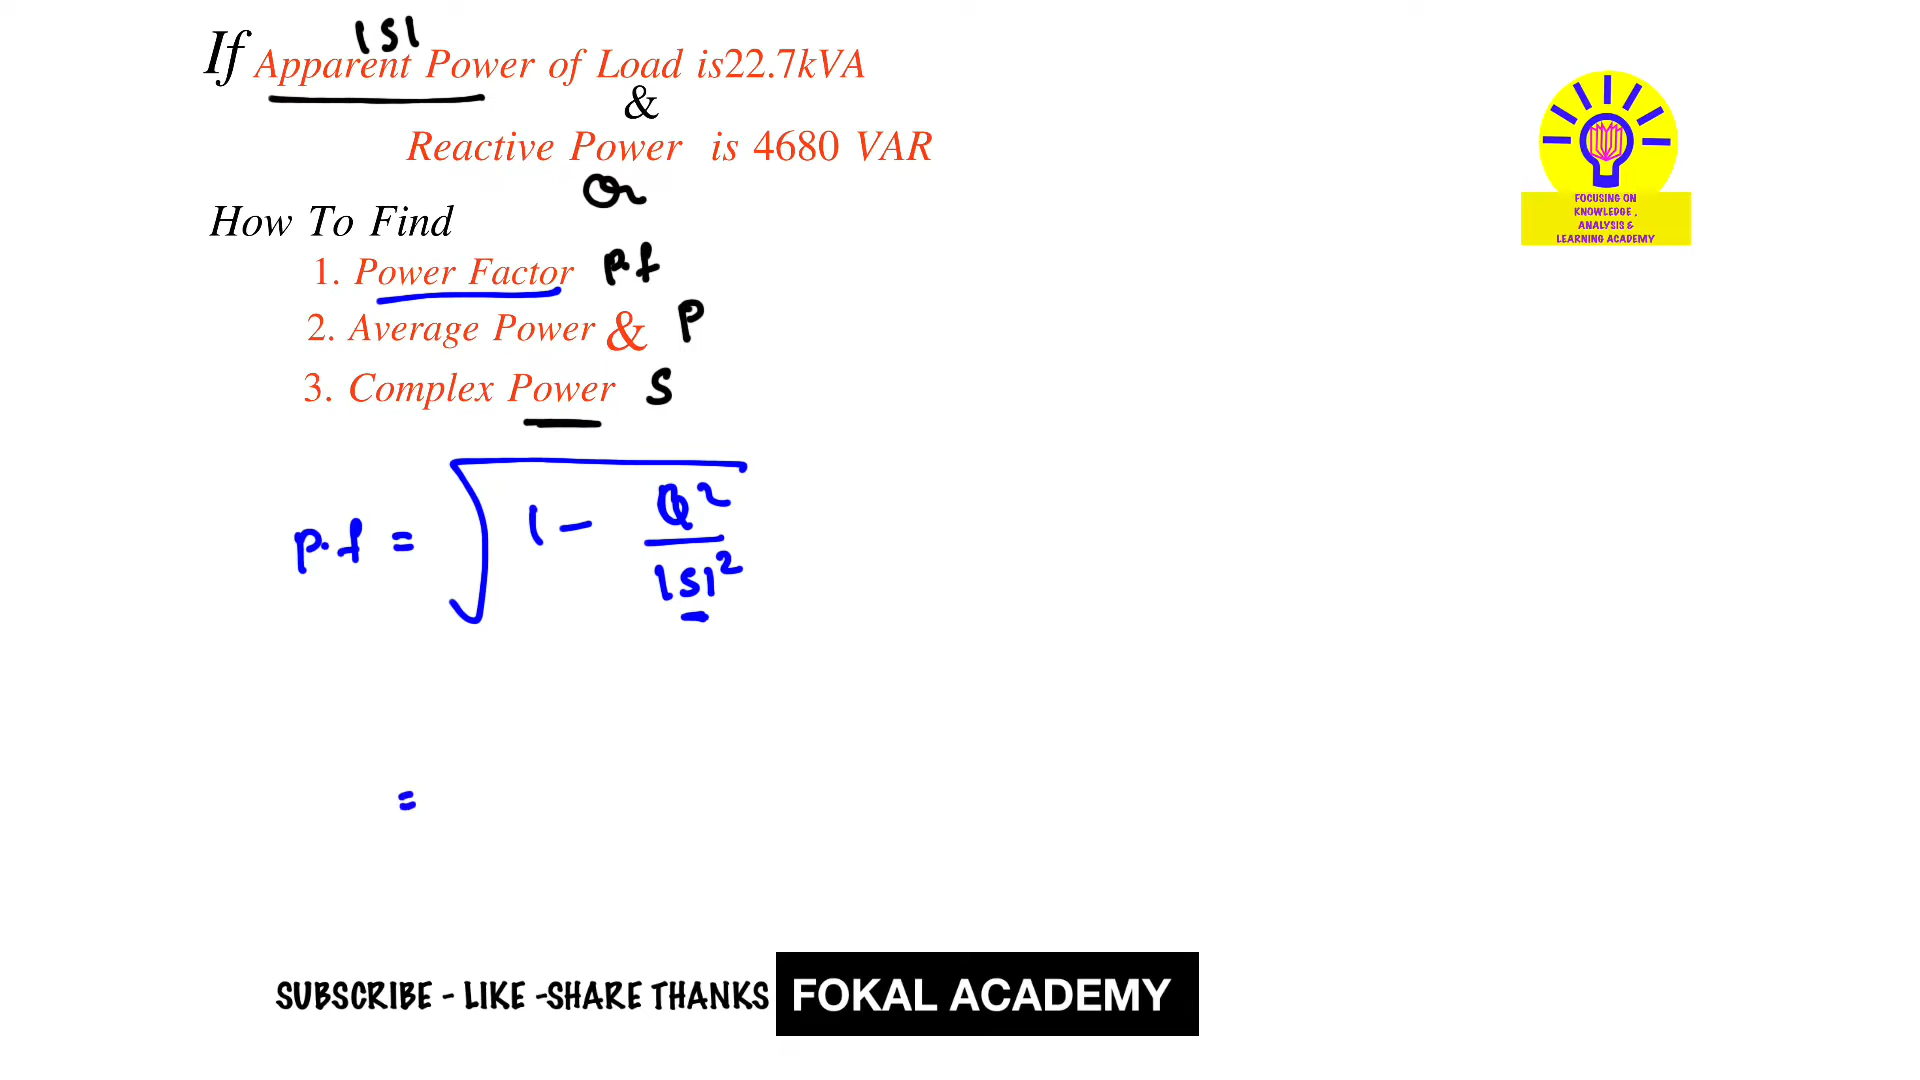 |S|
If Apparent Power of Load is22.7kVA
&
Reactive Power is 4680 VAR
Or
How To Find
1. Power Factor p.f
2. Average Power & P
3. Complex Power S
p.f = √1 - Q²/|S|²
=
FOCUSING ON
KNOWLEDGE ,
ANALYSIS &
LEARNING ACADEMY
SUBSCRIBE - LIKE -SHARE THANKS FOKAL ACADEMY